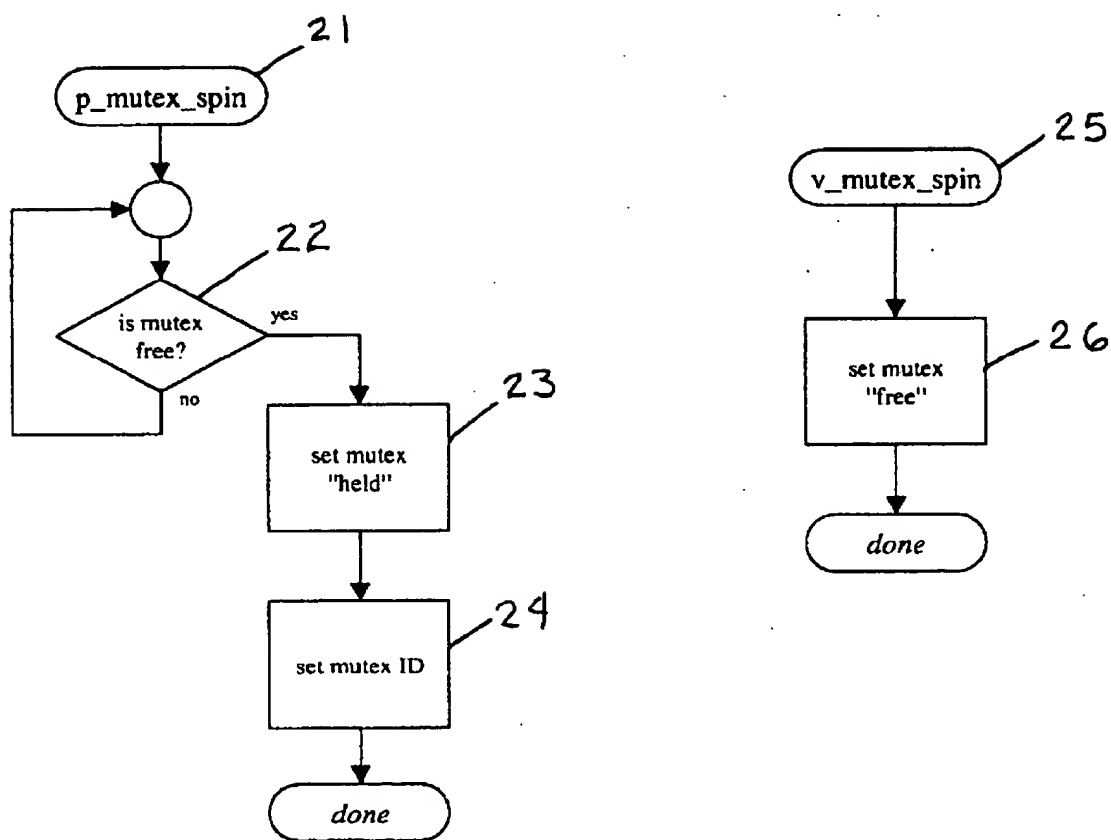 21
p_mutex_spin
22
is mutex
free?
yes
no
23
set mutex
"held"
24
set mutex ID
done
25
v_mutex_spin
26
set mutex
"free"
done